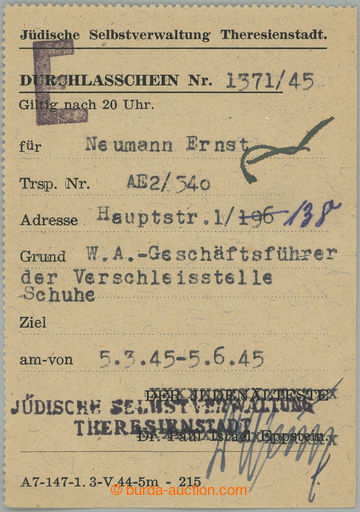 Jüdische Selbstverwaltung Theresienstadt.
E
DURCHLASSCHEIN Nr. 1371/45
Giltig nach 20 Uhr.
für Neumann Ernst
Trsp. Nr. AE2/540
Adresse Hauptstr.1/196 138
Grund W.A.-Geschäftsführer
der Verschleisstelle
Schuhe
Ziel
am-von 5.3.45-5.6.45
DER JUDENÄLTESTE
JÜDISCHE SELBSTVERWALTUNG
THERESIENSTADT
Dr. Paul Israel Eppstein.
A7-147-1. 3-V 44-5m - 215
© burda-auction.com